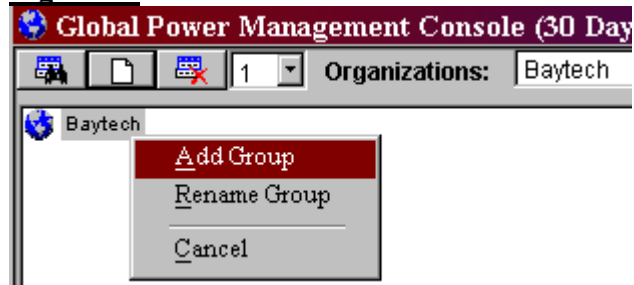 Global Power Management Console (30 Day
1 Organizations: Baytech
Baytech
Add Group
Rename Group
Cancel